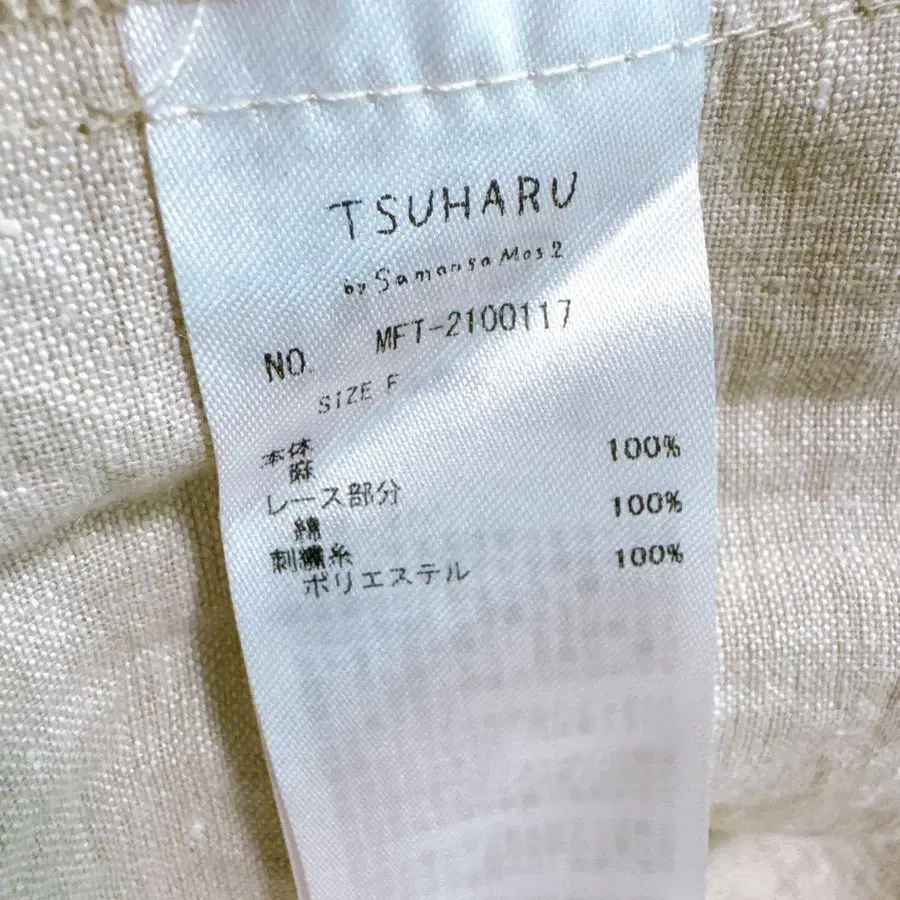 TSUHARU
by Samansa Mos2
NO. MFT-2100117
SIZE F
本体
麻 100%
レース部分
綿 100%
刺繍糸
ポリエステル 100%